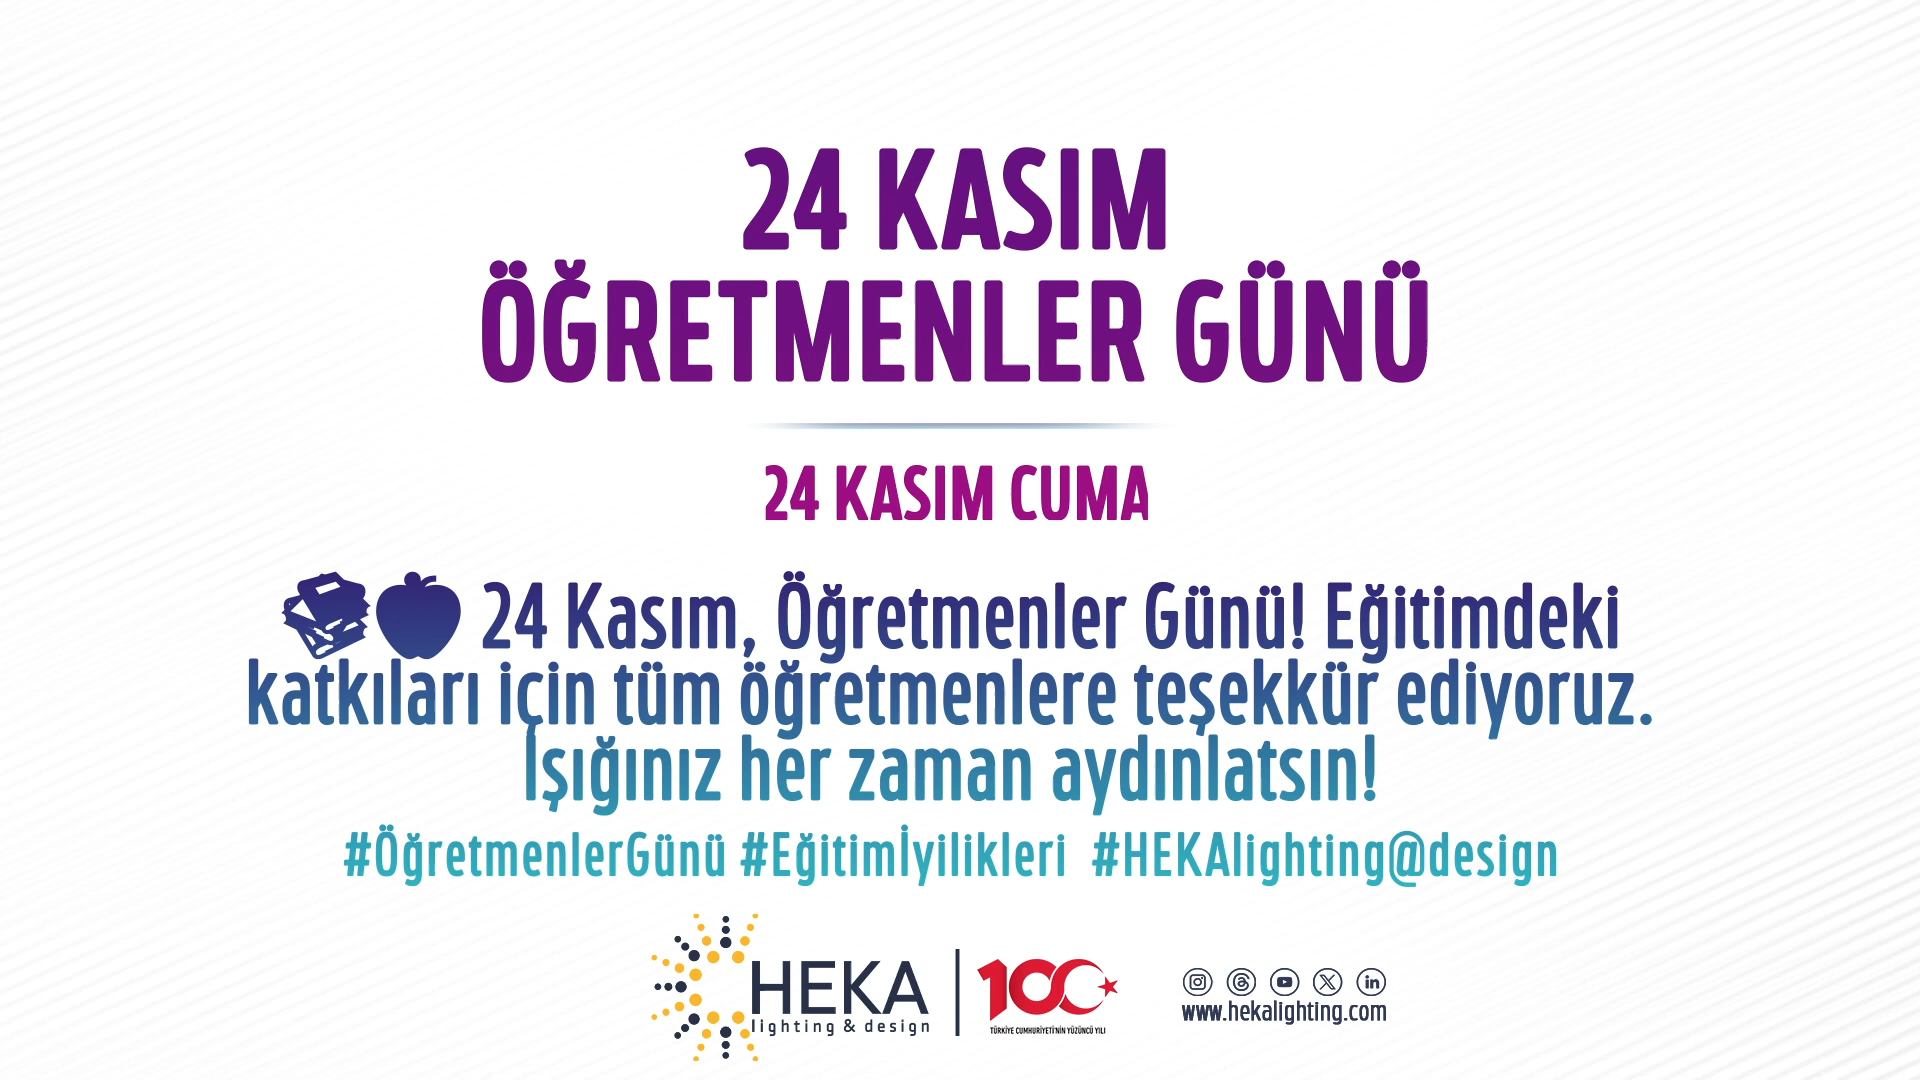 24 KASIM
ÖĞRETMENLER GÜNÜ
24 KASIM CUMA
📚🍎 24 Kasım, Öğretmenler Günü! Eğitimdeki
katkıları için tüm öğretmenlere teşekkür ediyoruz.
Işığınız her zaman aydınlatsın!
#ÖğretmenlerGünü #Eğitimİyilikleri #HEKAlighting@design
HEKA
lighting & design
100
TÜRKİYE CUMHURİYETİ'NİN YÜZÜNCÜ YILI
www.hekalighting.com